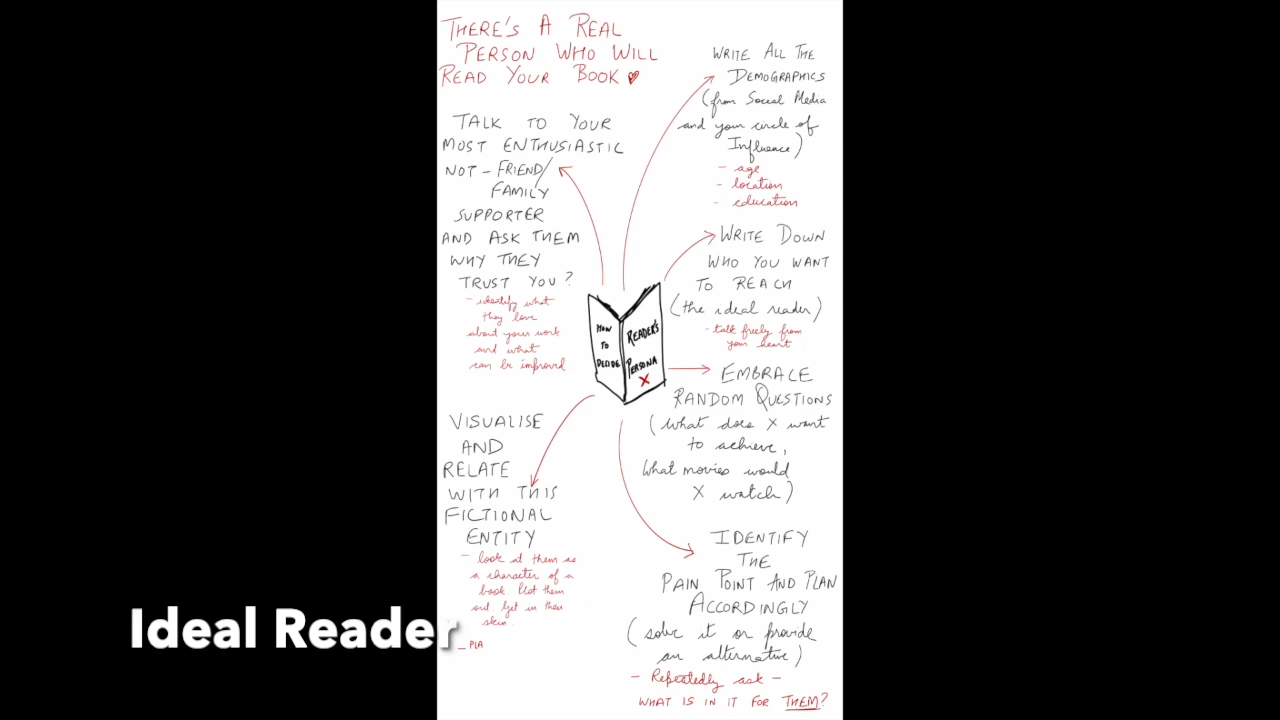 THERE'S A REAL
PERSON WHO WILL
READ YOUR BOOK
TALK TO YOUR
MOST ENTHUSIASTIC
NOT - FRIEND/
FAMILY
SUPPORTER
AND ASK THEM
WHY THEY
TRUST YOU?
- identify what
they love
about your work
and what
can be improved
VISUALISE
AND
RELATE
WITH THIS
FICTIONAL
ENTITY
- look at them as
a character of a
book. Plot them
out. Get in their
skin.
_ PLA
HOW
TO
DECIDE
READER'S
PERSONA
X
WRITE ALL THE
DEMOGRAPHICS
(from Social Media
and your circle of
Influence)
- age
- location
- education
WRITE DOWN
WHO YOU WANT
TO REACH
(the ideal reader)
- talk freely from
your heart
EMBRACE
RANDOM QUESTIONS
(what does X want
to achieve,
What movies would
X watch)
IDENTIFY
THE
PAIN POINT AND PLAN
ACCORDINGLY
(solve it or provide
an alternative)
- Repeatedly ask -
WHAT IS IN IT FOR THEM?
Ideal Reader